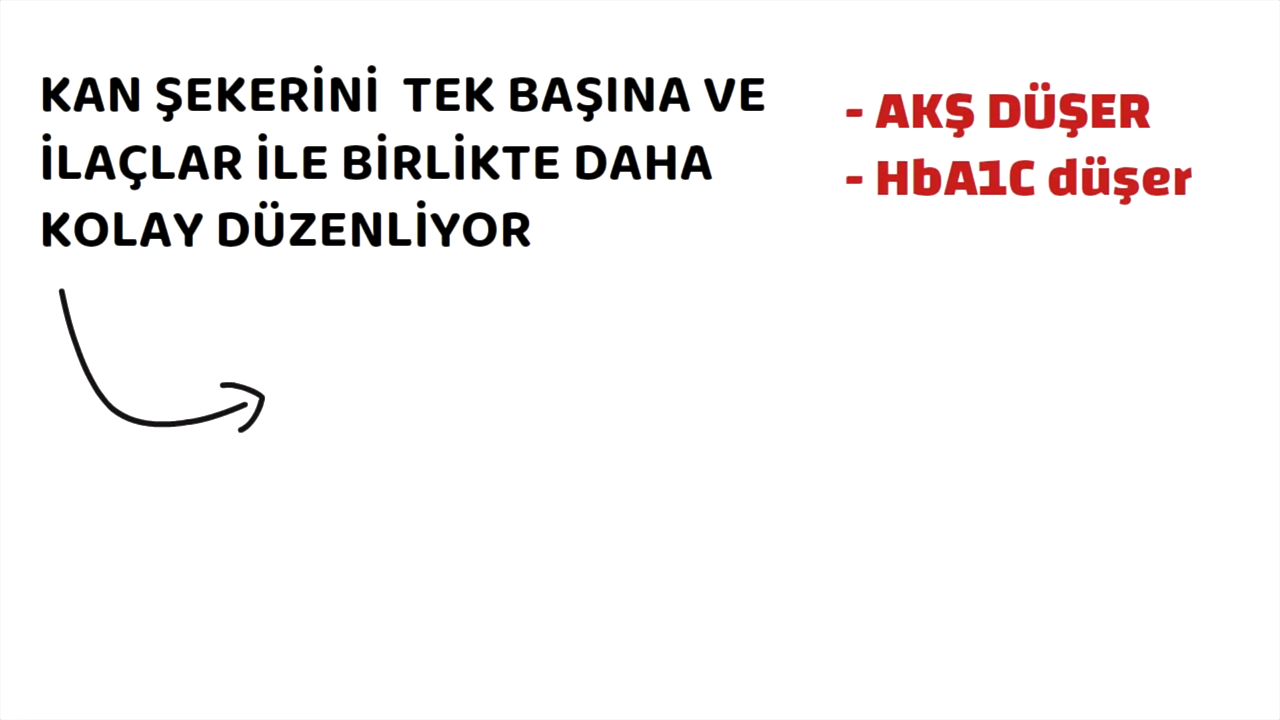 KAN ŞEKERİNİ TEK BAŞINA VE
İLAÇLAR İLE BİRLİKTE DAHA
KOLAY DÜZENLİYOR
- AKŞ DÜŞER
- HbA1C düşer